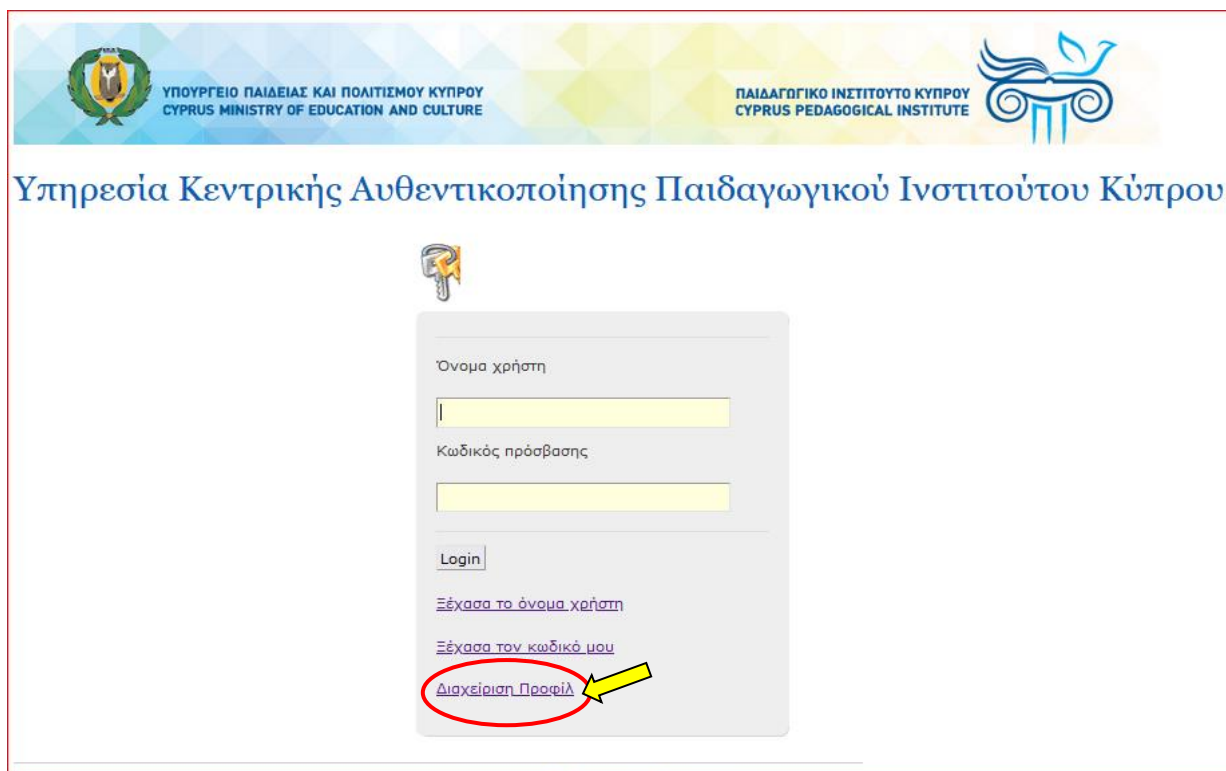 ΥΠΟΥΡΓΕΙΟ ΠΑΙΔΕΙΑΣ ΚΑΙ ΠΟΛΙΤΙΣΜΟΥ ΚΥΠΡΟΥ
CYPRUS MINISTRY OF EDUCATION AND CULTURE
ΠΑΙΔΑΓΩΓΙΚΟ ΙΝΣΤΙΤΟΥΤΟ ΚΥΠΡΟΥ
CYPRUS PEDAGOGICAL INSTITUTE
Υπηρεσία Κεντρικής Αυθεντικοποίησης Παιδαγωγικού Ινστιτούτου Κύπρου
Όνομα χρήστη
Κωδικός πρόσβασης
Login
Ξέχασα το όνομα χρήστη
Ξέχασα τον κωδικό μου
Διαχείριση Προφίλ